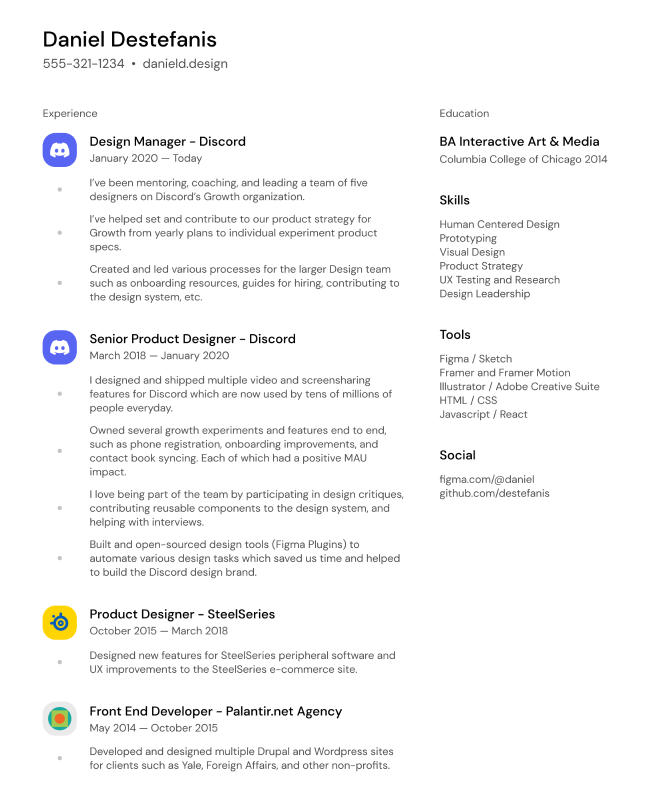 Daniel Destefanis
555-321-1234 • danield.design
Experience
Design Manager - Discord
January 2020 — Today
I’ve been mentoring, coaching, and leading a team of five
designers on Discord’s Growth organization.
I’ve helped set and contribute to our product strategy for
Growth from yearly plans to individual experiment product
specs.
Created and led various processes for the larger Design team
such as onboarding resources, guides for hiring, contributing to
the design system, etc.
Senior Product Designer - Discord
March 2018 — January 2020
I designed and shipped multiple video and screensharing
features for Discord which are now used by tens of millions of
people everyday.
Owned several growth experiments and features end to end,
such as phone registration, onboarding improvements, and
contact book syncing. Each of which had a positive MAU
impact.
I love being part of the team by participating in design critiques,
contributing reusable components to the design system, and
helping with interviews.
Built and open-sourced design tools (Figma Plugins) to
automate various design tasks which saved us time and helped
to build the Discord design brand.
Product Designer - SteelSeries
October 2015 — March 2018
Designed new features for SteelSeries peripheral software and
UX improvements to the SteelSeries e-commerce site.
Front End Developer - Palantir.net Agency
May 2014 — October 2015
Developed and designed multiple Drupal and Wordpress sites
for clients such as Yale, Foreign Affairs, and other non-profits.
Education
BA Interactive Art & Media
Columbia College of Chicago 2014
Skills
Human Centered Design
Prototyping
Visual Design
Product Strategy
UX Testing and Research
Design Leadership
Tools
Figma / Sketch
Framer and Framer Motion
Illustrator / Adobe Creative Suite
HTML / CSS
Javascript / React
Social
figma.com/@daniel
github.com/destefanis